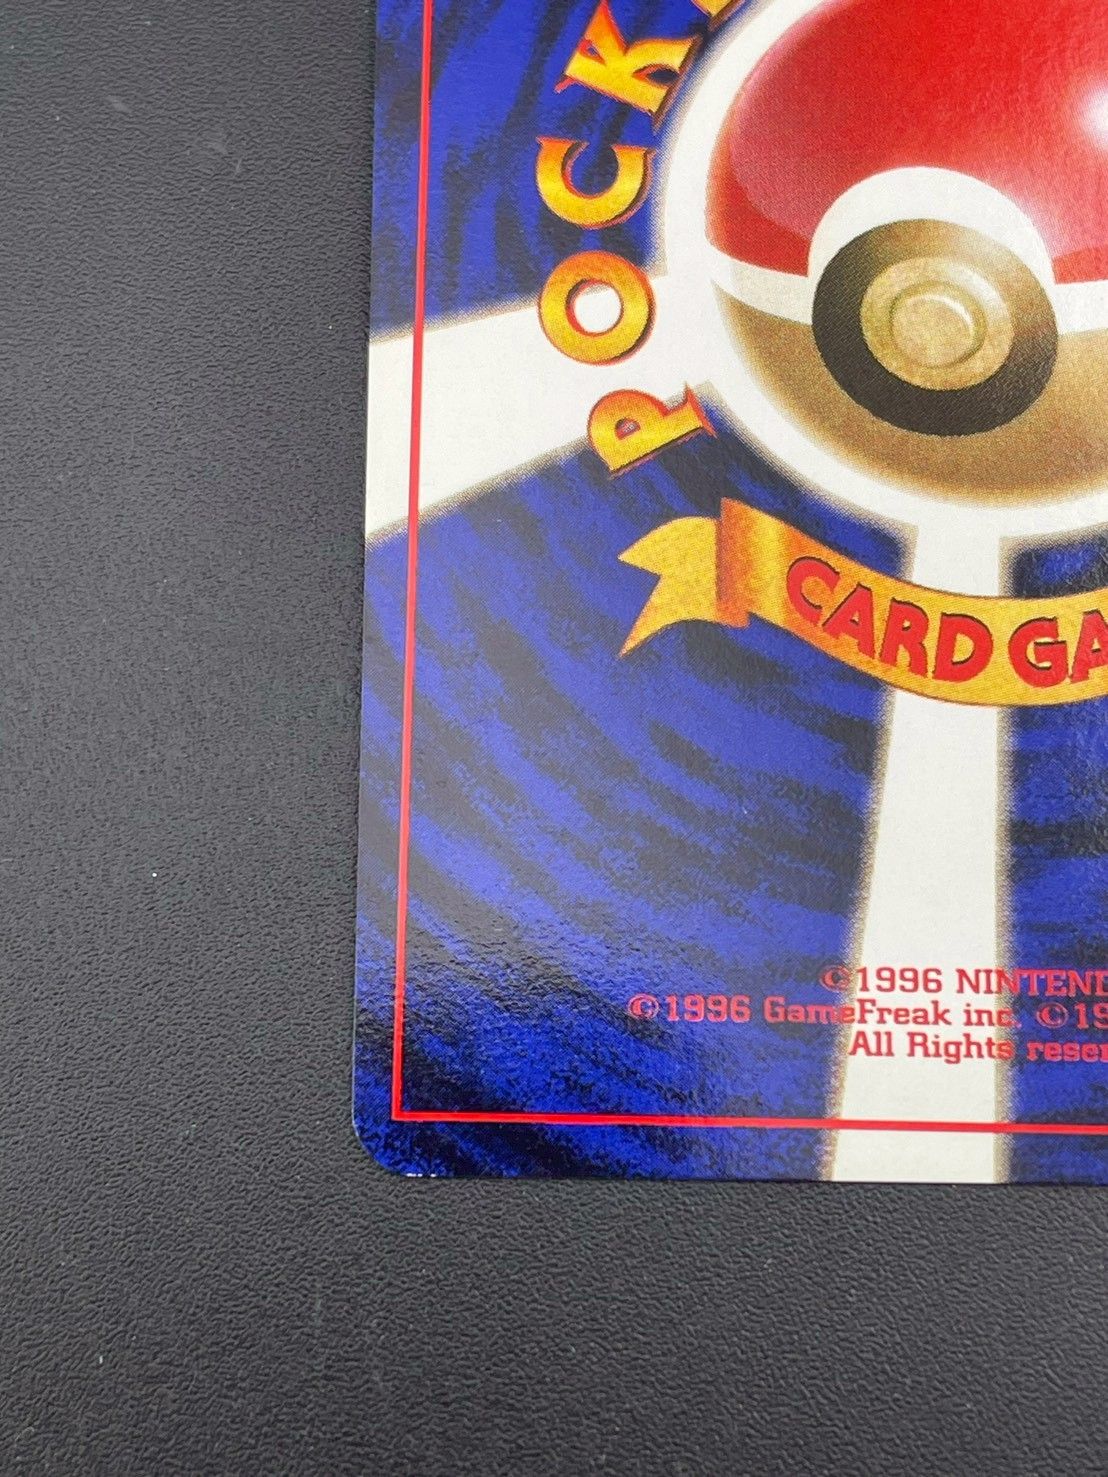 POCK
CARD GA
©1996 NINTEND
©1996 GameFreak inc. ©19
All Rights reser